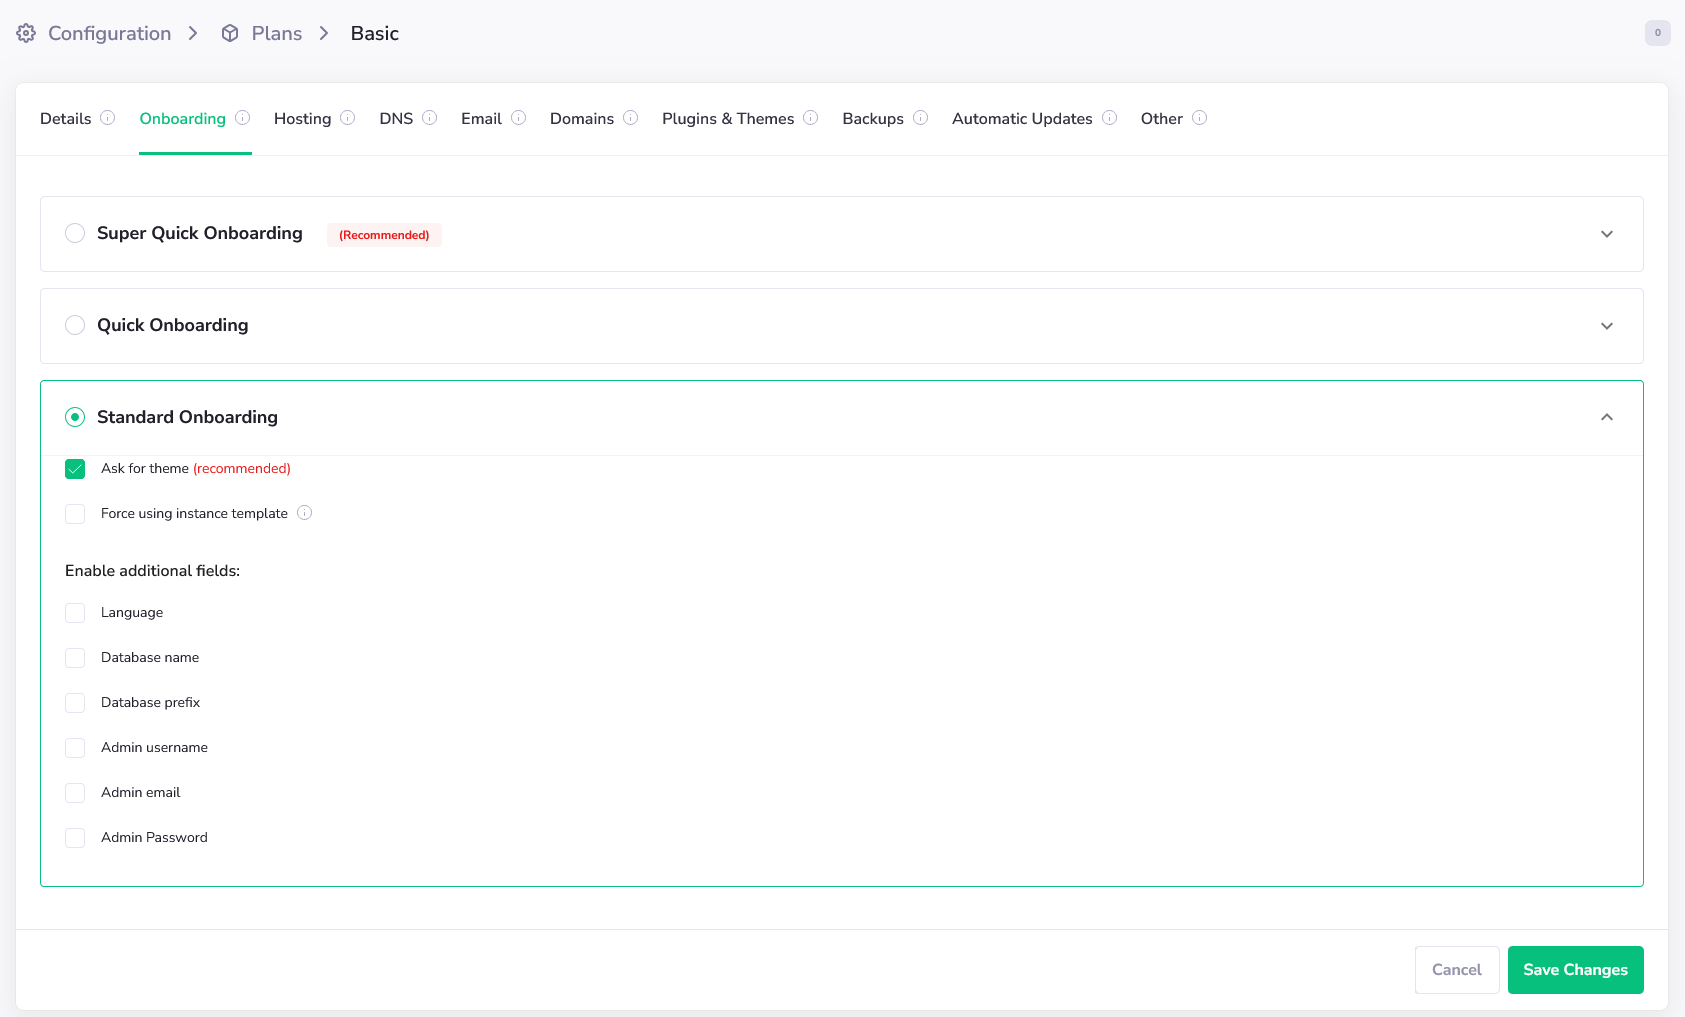 Configuration > Plans > Basic
0
Details Onboarding Hosting DNS Email Domains Plugins & Themes Backups Automatic Updates Other
Super Quick Onboarding (Recommended)
Quick Onboarding
Standard Onboarding
Ask for theme (recommended)
Force using instance template
Enable additional fields:
Language
Database name
Database prefix
Admin username
Admin email
Admin Password
Cancel Save Changes